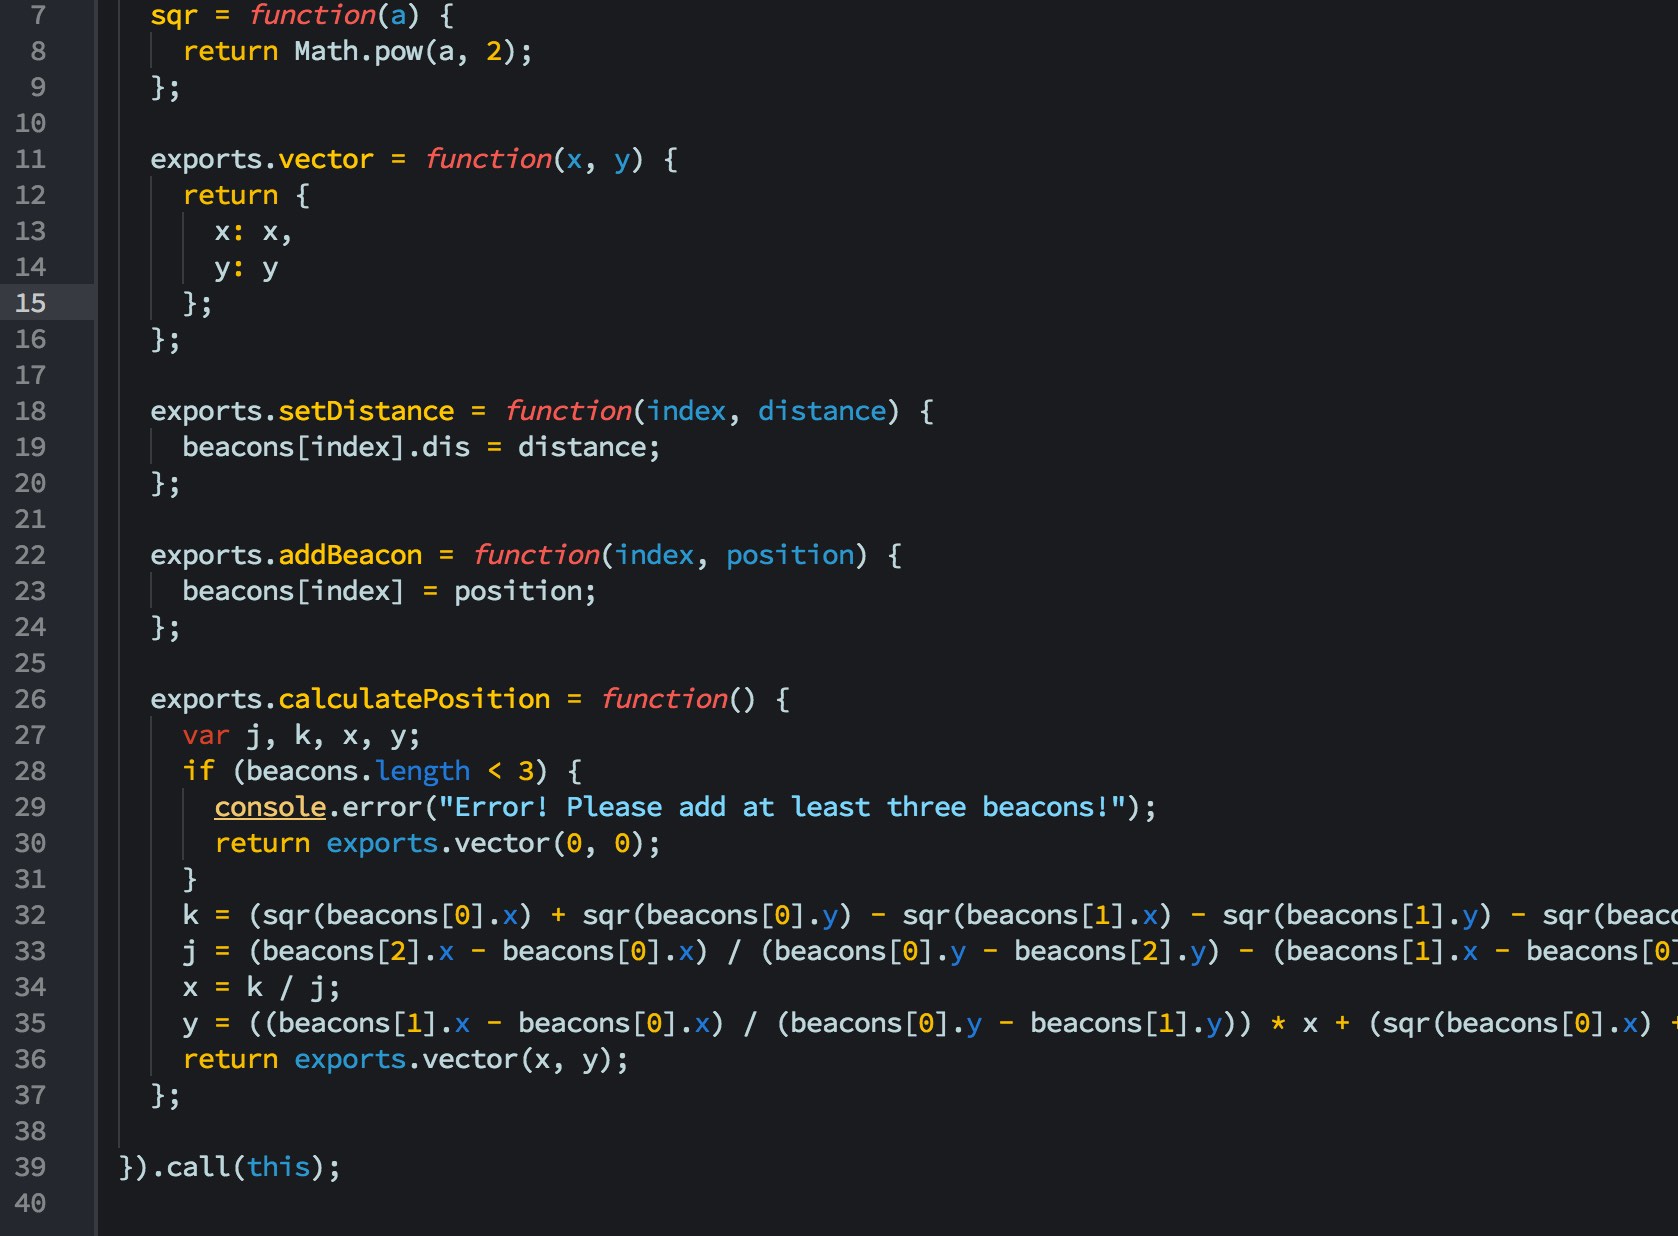 7 sqr = function(a) {
8 return Math.pow(a, 2);
9 };
10
11 exports.vector = function(x, y) {
12 return {
13 x: x,
14 y: y
15 };
16 };
17
18 exports.setDistance = function(index, distance) {
19 beacons[index].dis = distance;
20 };
21
22 exports.addBeacon = function(index, position) {
23 beacons[index] = position;
24 };
25
26 exports.calculatePosition = function() {
27 var j, k, x, y;
28 if (beacons.length < 3) {
29 console.error("Error! Please add at least three beacons!");
30 return exports.vector(0, 0);
31 }
32 k = (sqr(beacons[0].x) + sqr(beacons[0].y) - sqr(beacons[1].x) - sqr(beacons[1].y) - sqr(beac
33 j = (beacons[2].x - beacons[0].x) / (beacons[0].y - beacons[2].y) - (beacons[1].x - beacons[0]
34 x = k / j;
35 y = ((beacons[1].x - beacons[0].x) / (beacons[0].y - beacons[1].y)) * x + (sqr(beacons[0].x) +
36 return exports.vector(x, y);
37 };
38
39 }).call(this);
40